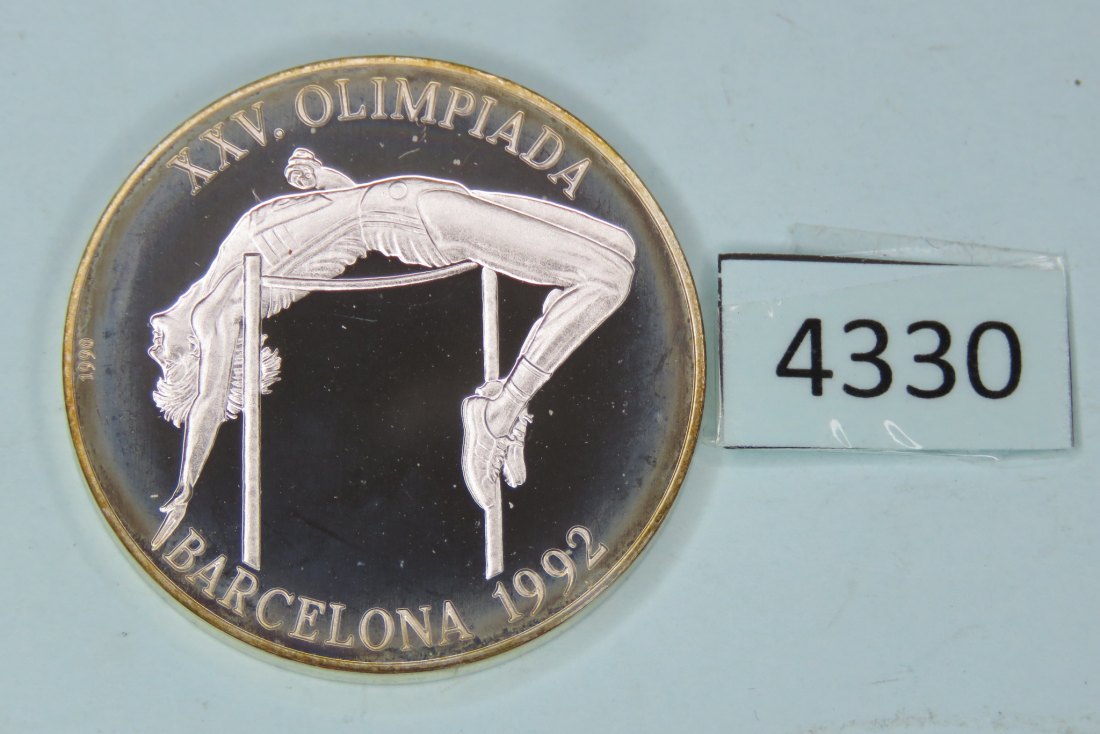 XXV. OLIMPIADA
1990
BARCELONA 1992
4330